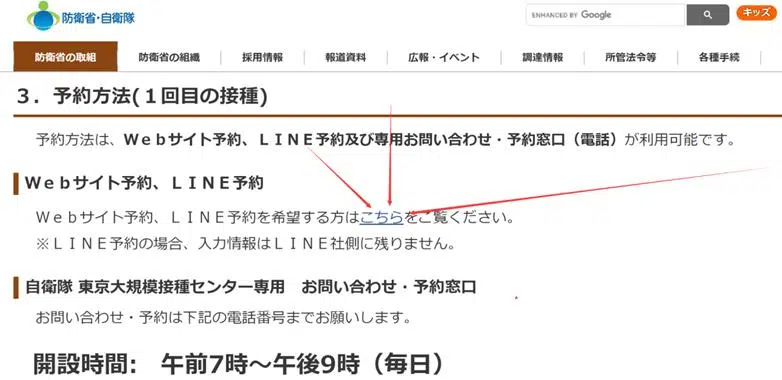 防衛省・自衛隊
ENHANCED BY Google
キッズ
防衛省の取組 防衛省の組織 採用情報 報道資料 広報・イベント 調達情報 所管法令等 各種手続
３．予約方法(１回目の接種)
予約方法は、Ｗｅｂサイト予約、ＬＩＮＥ予約及び専用お問い合わせ・予約窓口（電話）が利用可能です。
Ｗｅｂサイト予約、ＬＩＮＥ予約
Ｗｅｂサイト予約、ＬＩＮＥ予約を希望する方はこちらをご覧ください。
※ＬＩＮＥ予約の場合、入力情報はＬＩＮＥ社側に残りません。
自衛隊 東京大規模接種センター専用　お問い合わせ・予約窓口
お問い合わせ・予約は下記の電話番号までお願いします。
開設時間:　午前7時～午後9時（毎日）